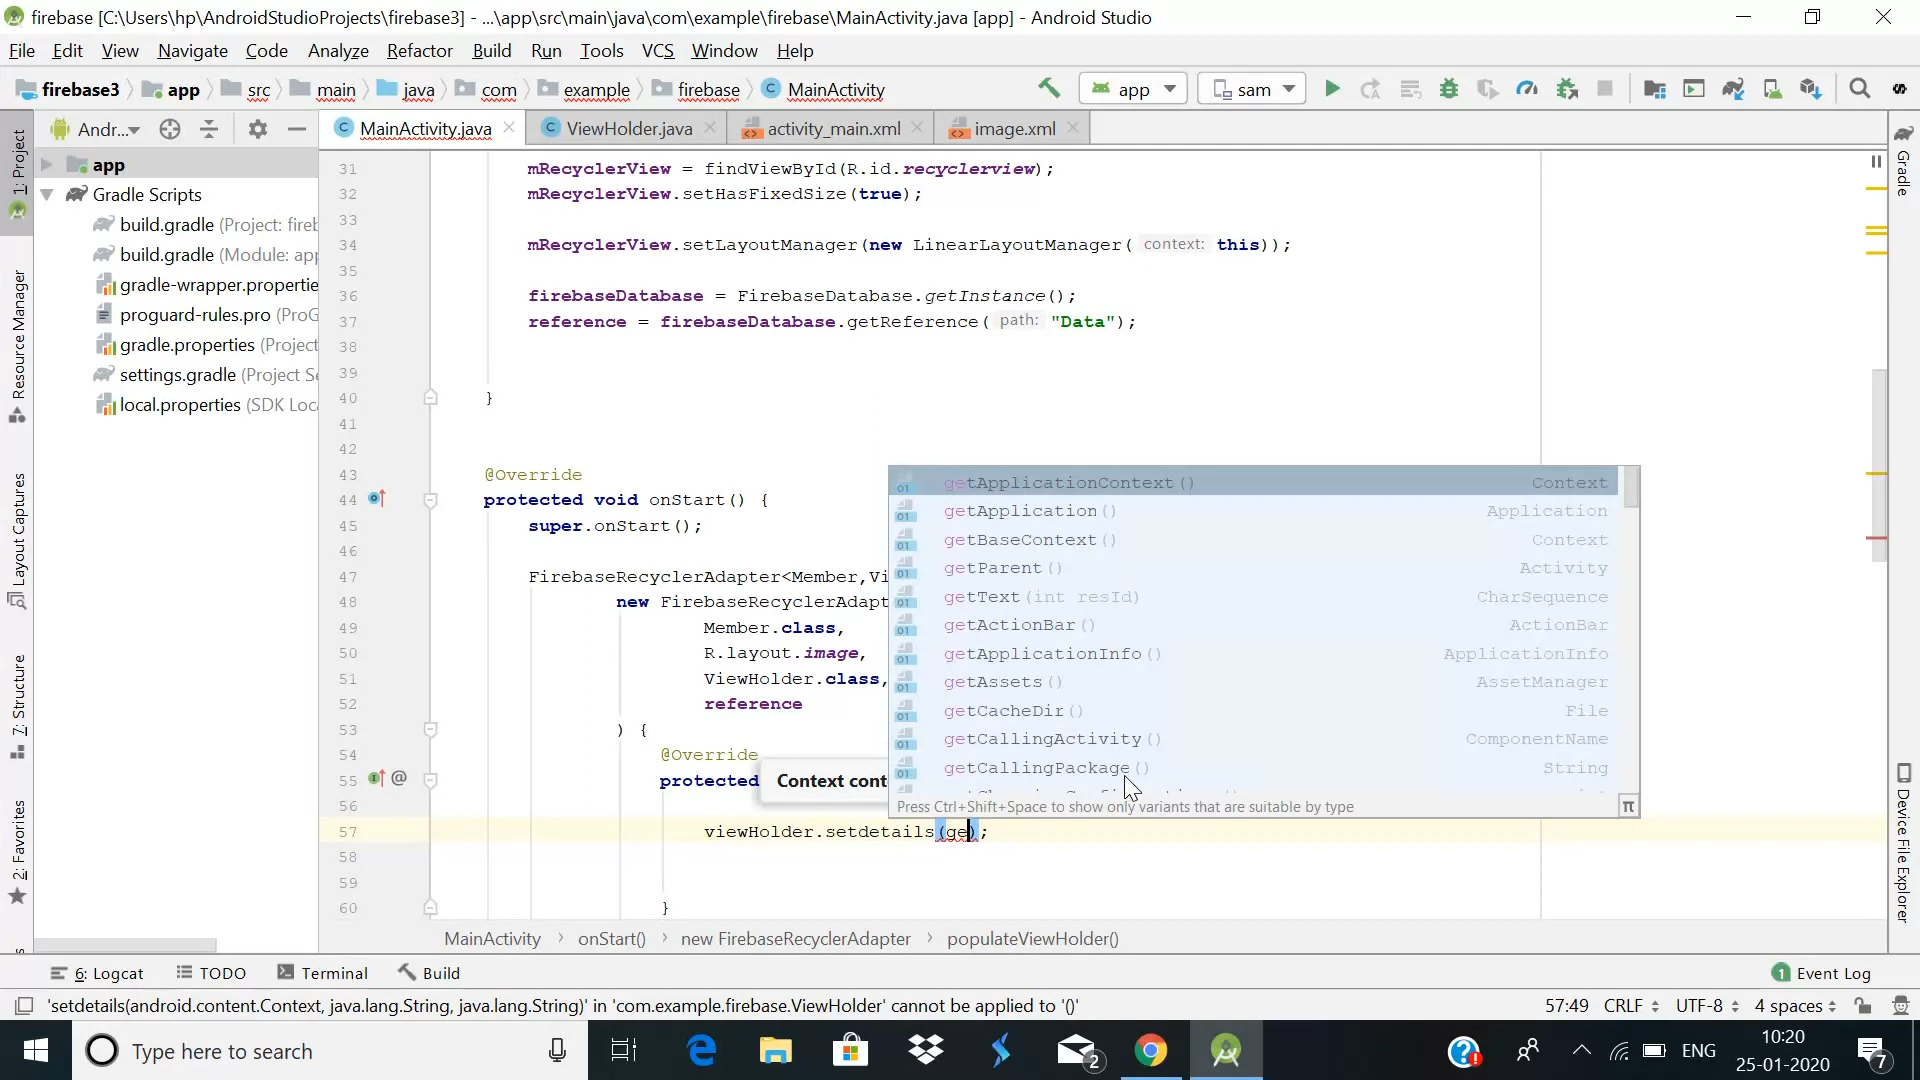 firebase [C:\Users\hp\AndroidStudioProjects\firebase3] - ...\app\src\main\java\com\example\firebase\MainActivity.java [app] - Android Studio
File Edit View Navigate Code Analyze Refactor Build Run Tools VCS Window Help
firebase3 app src main java com example firebase C MainActivity app sam
Andr... C MainActivity.java C ViewHolder.java activity_main.xml image.xml
app
Gradle Scripts
build.gradle (Project: fire
build.gradle (Module: app
gradle-wrapper.propertie
proguard-rules.pro (ProG
gradle.properties (Project
settings.gradle (Project Se
local.properties (SDK Loca
1: Project
Resource Manager
Layout Captures
7: Structure
2: Favorites
31 mRecyclerView = findViewById(R.id.recyclerview);
32 mRecyclerView.setHasFixedSize(true);
33
34 mRecyclerView.setLayoutManager(new LinearLayoutManager( context: this));
35
36 firebaseDatabase = FirebaseDatabase.getInstance();
37 reference = firebaseDatabase.getReference( path: "Data");
38
39
40 }
41
42
43 @Override
44 protected void onStart() {
45 super.onStart();
46
47 FirebaseRecyclerAdapter<Member,Vi
48 new FirebaseRecyclerAdapt
49 Member.class,
50 R.layout.image,
51 ViewHolder.class,
52 reference
53 ) {
54 @Override
55 protected Context cont
56
57 viewHolder.setdetails(ge);
58
59
60 }
getApplicationContext() Context
getApplication() Application
getBaseContext() Context
getParent() Activity
getText(int resId) CharSequence
getActionBar() ActionBar
getApplicationInfo() ApplicationInfo
getAssets() AssetManager
getCacheDir() File
getCallingActivity() ComponentName
getCallingPackage() String
Press Ctrl+Shift+Space to show only variants that are suitable by type
Gradle
Device File Explorer
MainActivity > onStart() > new FirebaseRecyclerAdapter > populateViewHolder()
6: Logcat TODO Terminal Build 1 Event Log
'setdetails(android.content.Context, java.lang.String, java.lang.String)' in 'com.example.firebase.ViewHolder' cannot be applied to '()' 57:49 CRLF UTF-8 4 spaces
Type here to search 2 ENG 10:20
25-01-2020 7